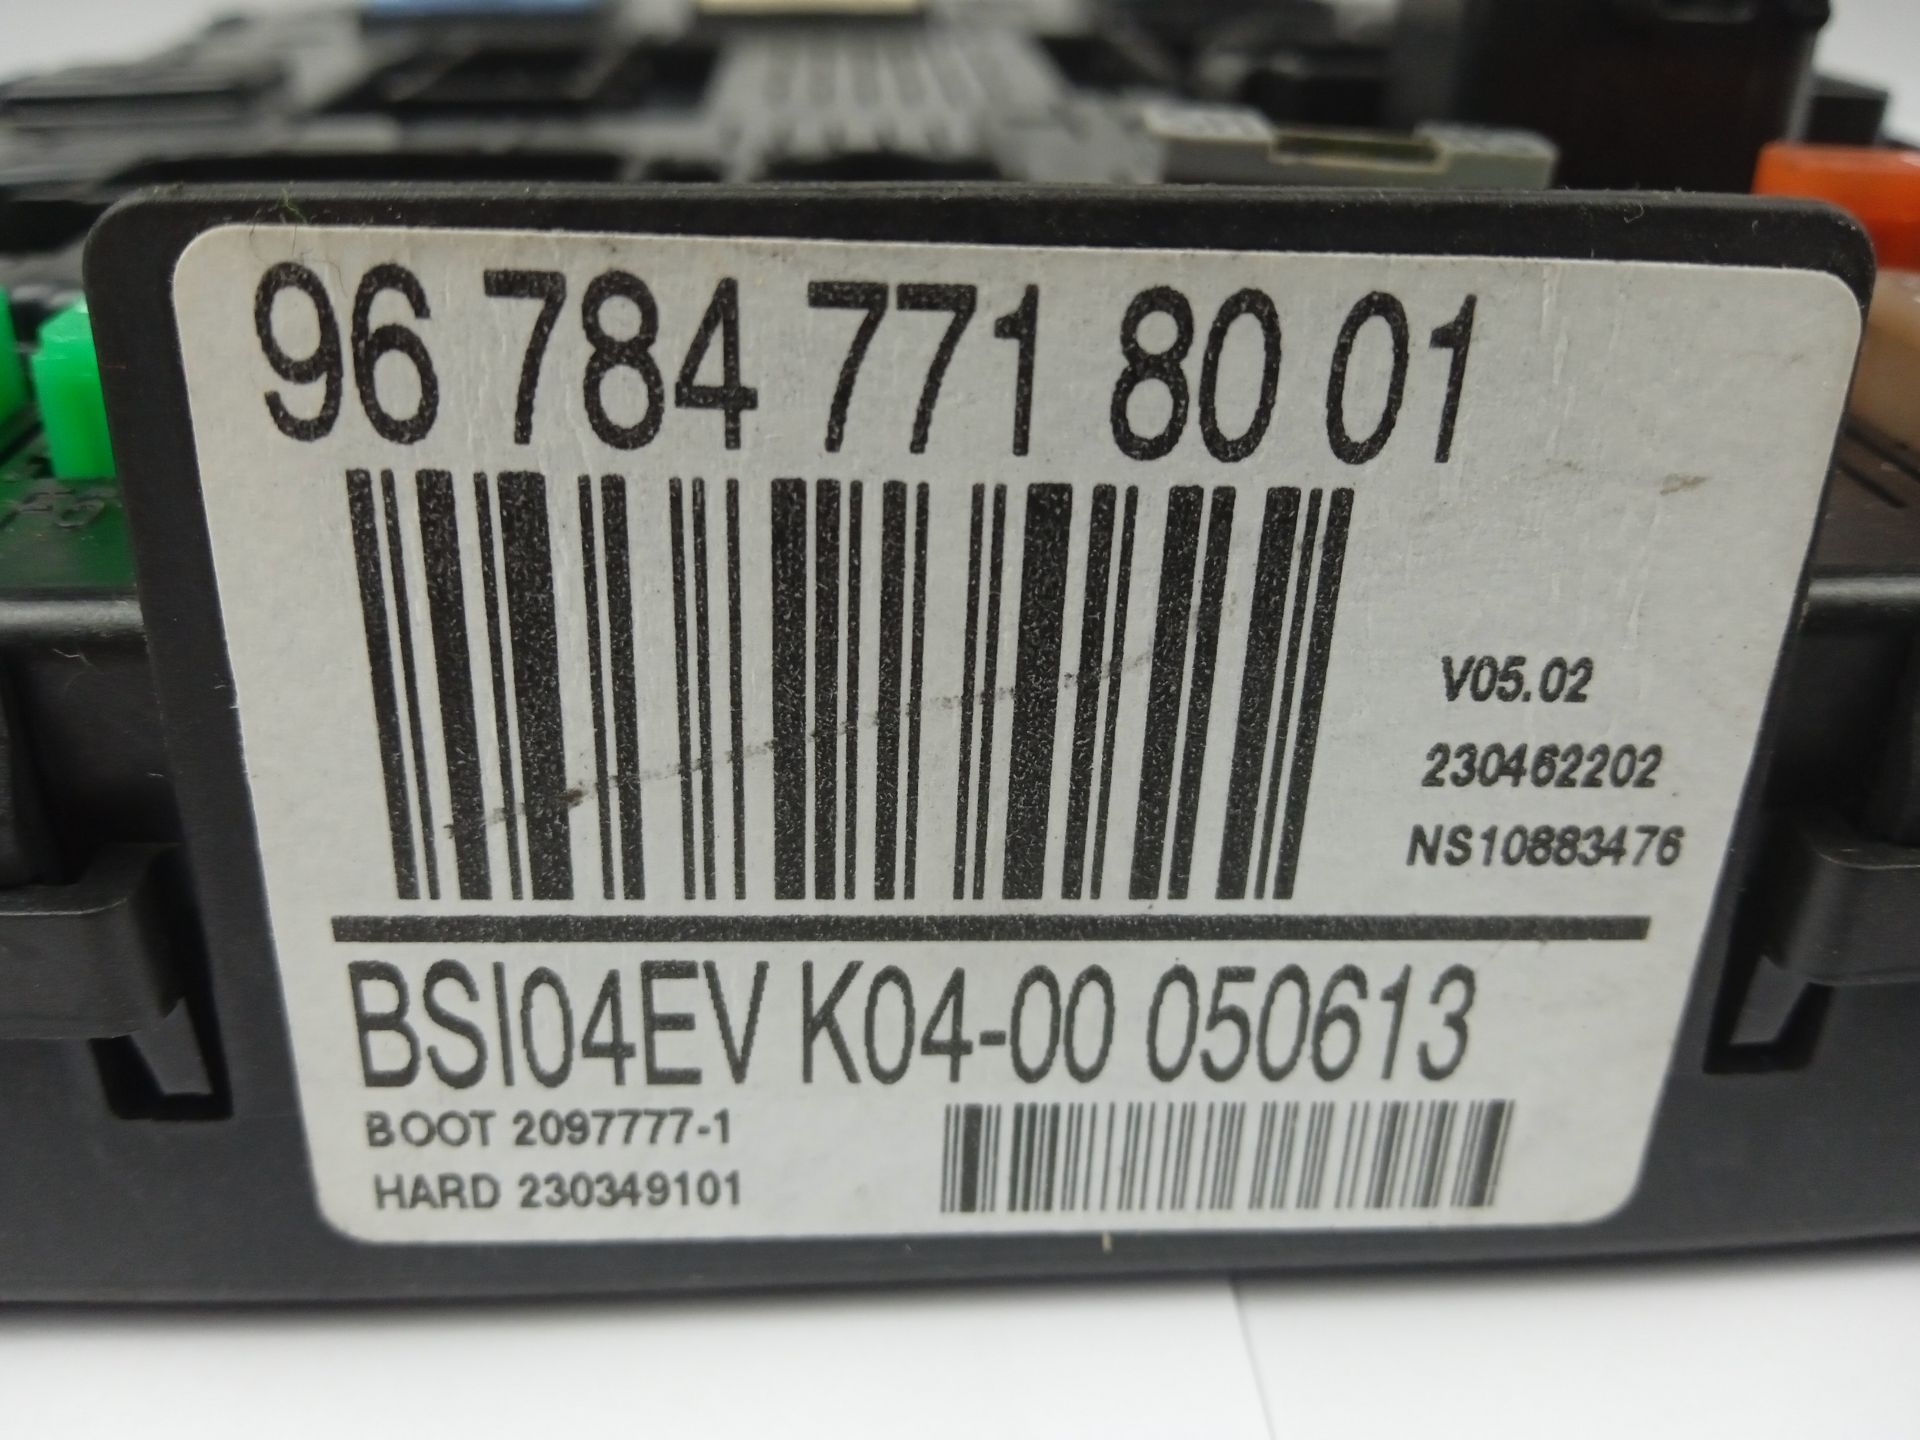 96 784 771 80 01
V05.02
230462202
NS10883476
BSI04EV K04-00 050613
BOOT 2097777-1
HARD 230349101